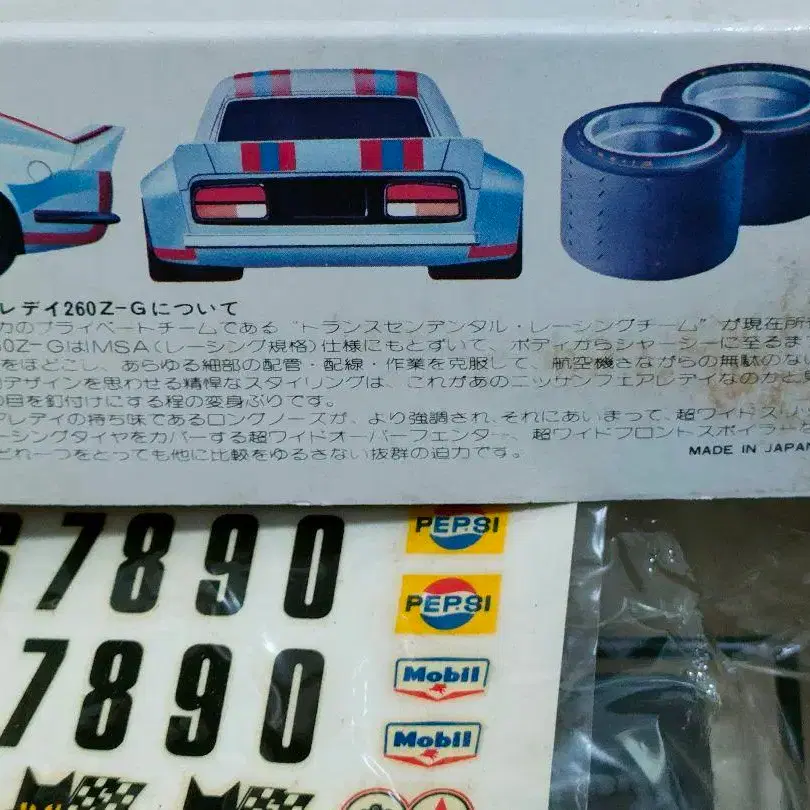 レデイ260Z-Gについて
カのプライベートチームである "トランスセンデンタル・レーシングチーム" が現在所
0Z-GはIMSA(レーシング規格)仕様にもとずいて、ボディからシャーシーに至るま
をほどこし、あらゆる細部の配管・配線・作業を克服して、航空機さながらの無駄のない
デザインを思わせる精悍なスタイリングは、これがあのニッサンフェアレデイなのかと
の目を釘付けにする程の変身ぶりです。
アレデイの持ち味であるロングノーズが、より強調され、それにあいまって、超ワイドスリ
ーシングタイヤをカバーする超ワイドオーバーフェンダー、超ワイドフロントスポイラー
どれ一つをとっても他に比較をゆるさない抜群の迫力です。
MADE IN JAPAN
6 7 8 9 0
PEPSI
PEPSI
7 8 9 0
Mobil
Mobil